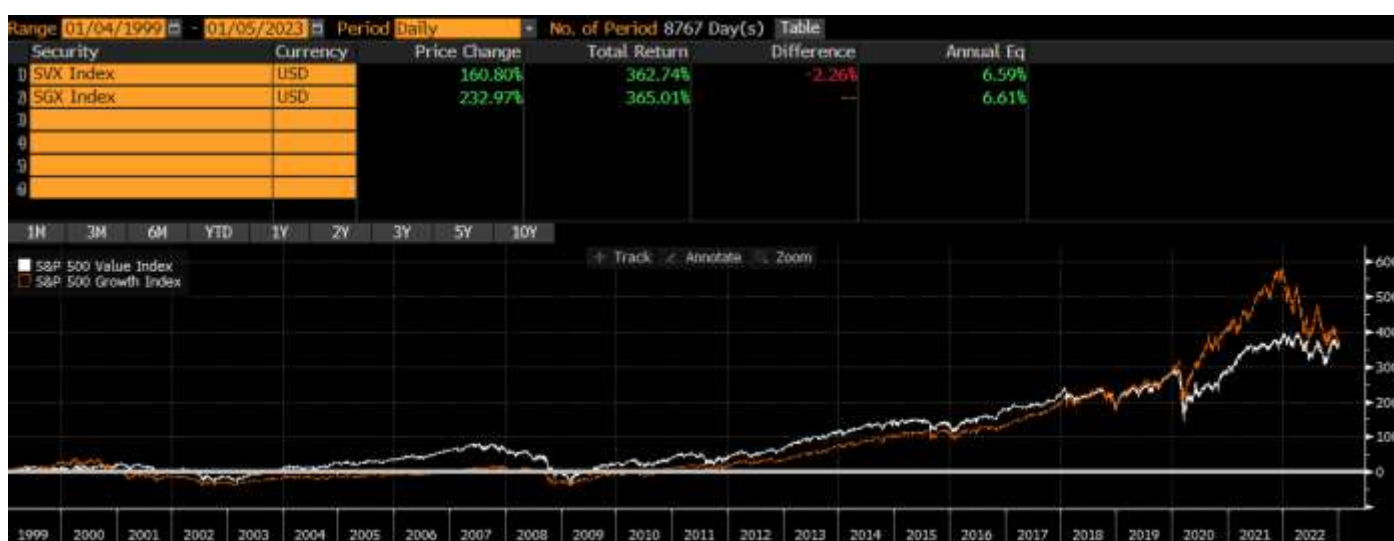 Range 01/04/1999 - 01/05/2023 Period Daily No. of Period 8767 Day(s) Table
Security Currency Price Change Total Return Difference Annual Eq
1) SVX Index USD 160.80% 362.74% -2.26% 6.59%
2) SGX Index USD 232.97% 365.01% -- 6.61%
3)
4)
5)
6)
1M 3M 6M YTD 1Y 2Y 3Y 5Y 10Y
+ Track Annotate Zoom
S&P 500 Value Index
S&P 500 Growth Index
600
500
400
300
200
100
0
1999 2000 2001 2002 2003 2004 2005 2006 2007 2008 2009 2010 2011 2012 2013 2014 2015 2016 2017 2018 2019 2020 2021 2022